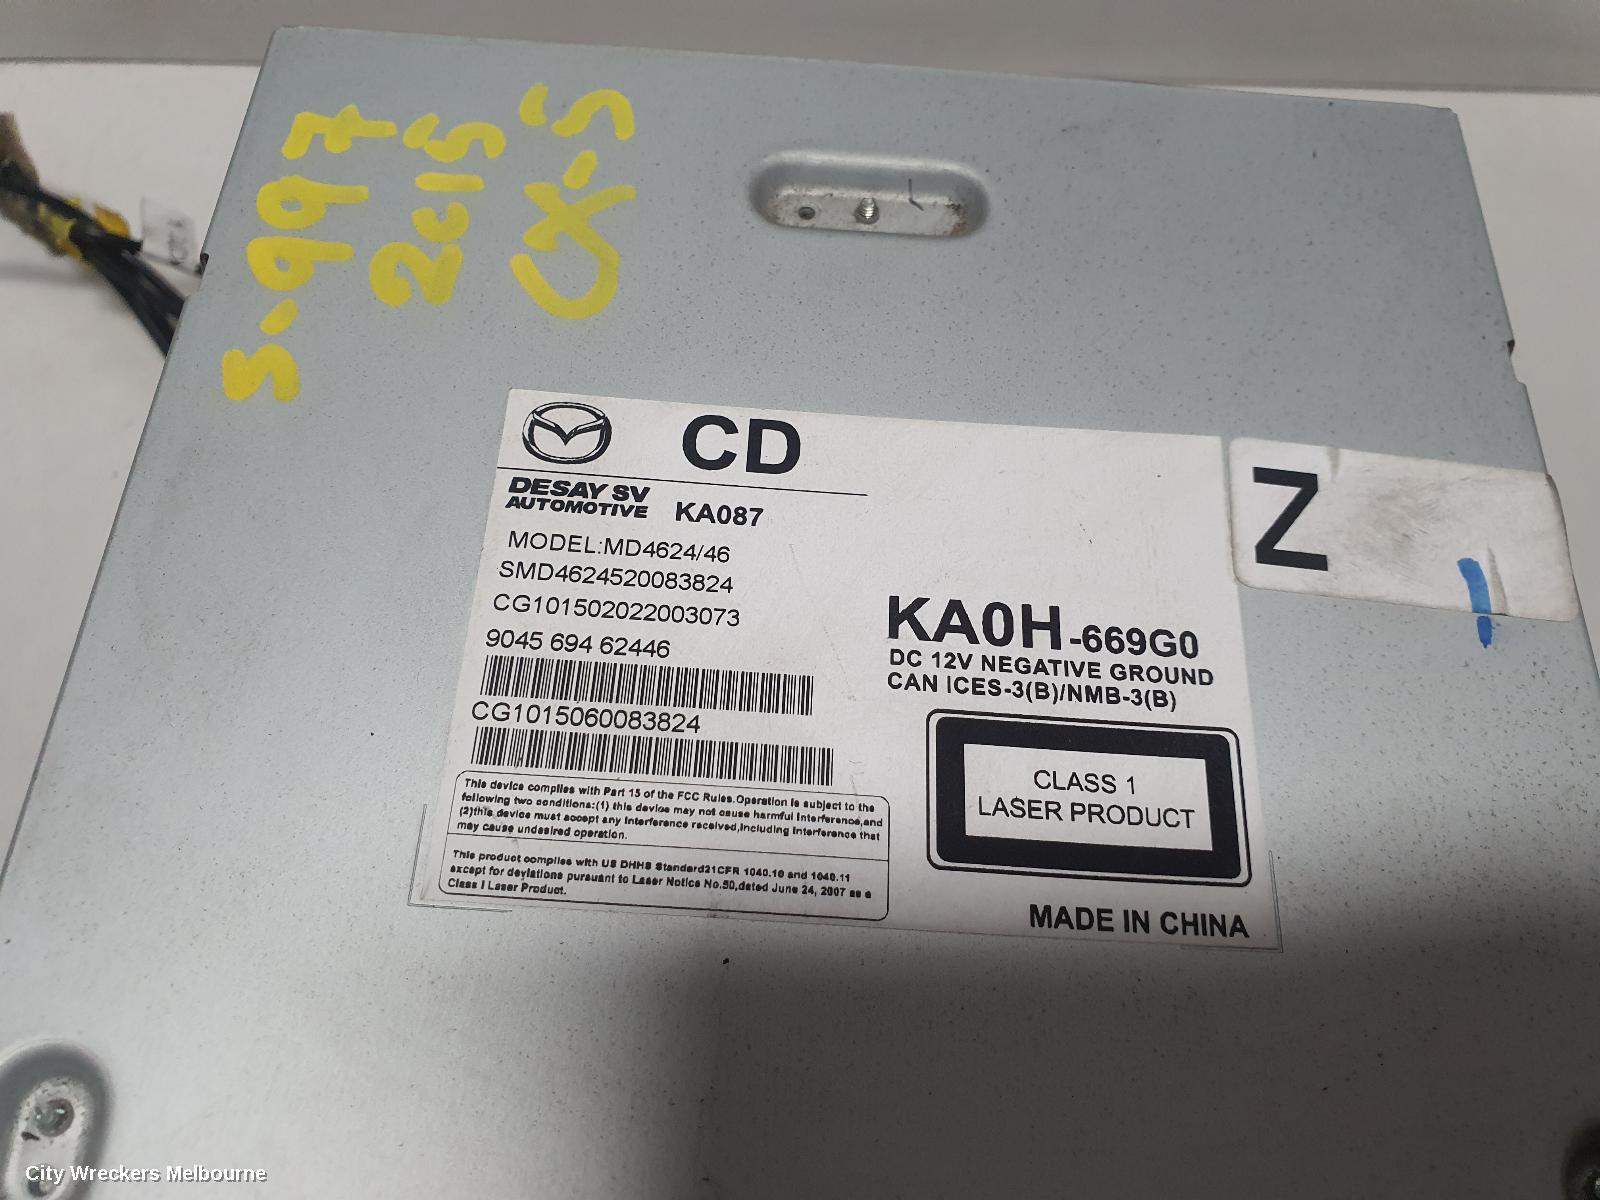 S-997
2015
CX-5
CD
DESAY SV
AUTOMOTIVE KA087
MODEL:MD4624/46
SMD4624520083824
CG101502022003073
9045 694 62446
CG1015060083824
This device complies with Part 15 of the FCC Rules.Operation is subject to the
following two conditions:(1) this device may not cause harmful interference,and
(2)this device must accept any interference received,including interference that
may cause undesired operation.
This product complies with US DHHS Standard21CFR 1040.10 and 1040.11
except for deviations pursuant to Laser Notice No.50,dated June 24, 2007 as a
Class I Laser Product.
Z
KA0H-669G0
DC 12V NEGATIVE GROUND
CAN ICES-3(B)/NMB-3(B)
CLASS 1
LASER PRODUCT
MADE IN CHINA
City Wreckers Melbourne